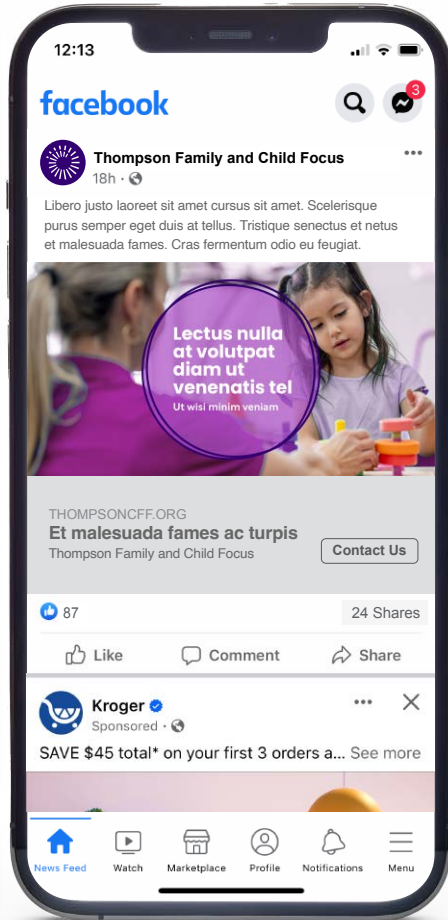 12:13
facebook
3
Thompson Family and Child Focus
18h
Libero justo laoreet sit amet cursus sit amet. Scelerisque
purus semper eget duis at tellus. Tristique senectus et netus
et malesuada fames. Cras fermentum odio eu feugiat.
Lectus nulla
at volutpat
diam ut
venenatis tel
Ut wisi minim veniam
THOMPSONCFF.ORG
Et malesuada fames ac turpis
Thompson Family and Child Focus
Contact Us
87
24 Shares
Like
Comment
Share
Kroger
Sponsored
SAVE $45 total* on your first 3 orders a... See more
News Feed
Watch
Marketplace
Profile
Notifications
Menu